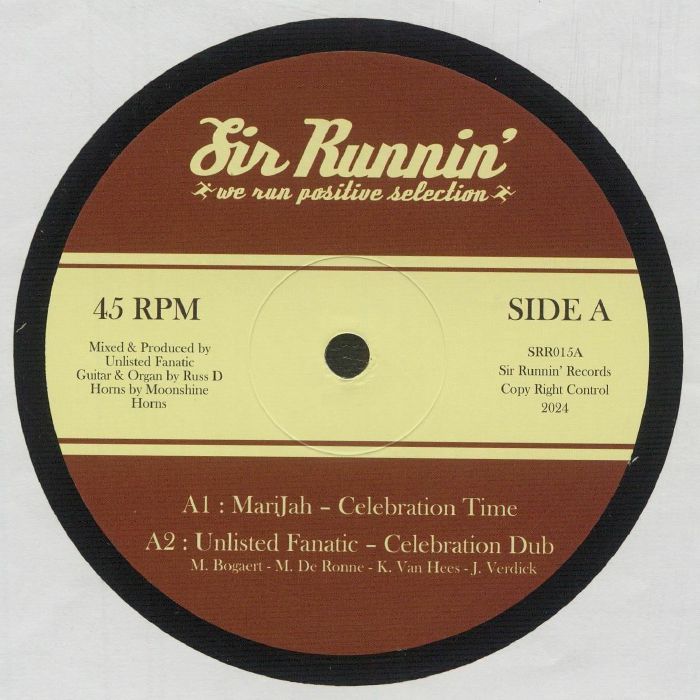 Sir Runnin'
we run positive selection
45 RPM
Mixed & Produced by
Unlisted Fanatic
Guitar & Organ by Russ D
Horns by Moonshine
Horns
SIDE A
SRR015A
Sir Runnin' Records
Copy Right Control
2024
A1 : MariJah – Celebration Time
A2 : Unlisted Fanatic – Celebration Dub
M. Bogaert - M. De Ronne - K. Van Hees - J. Verdick